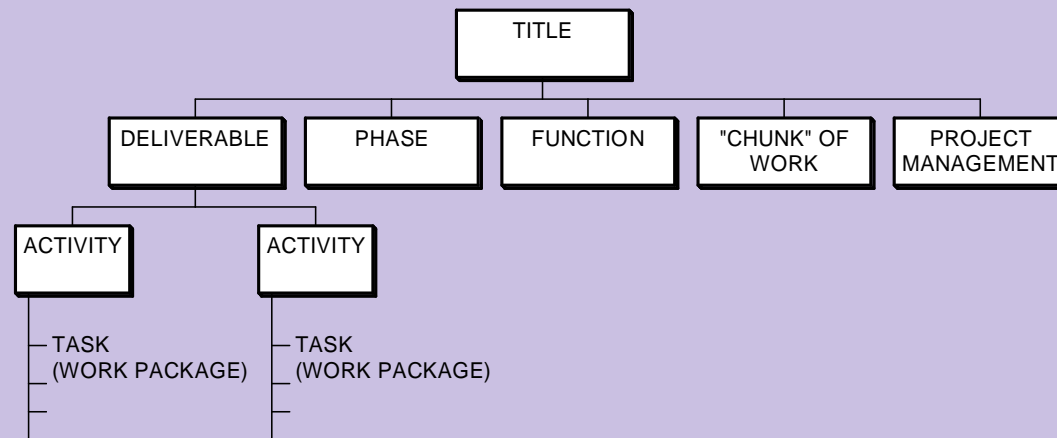 TITLE
DELIVERABLE
PHASE
FUNCTION
"CHUNK" OF
WORK
PROJECT
MANAGEMENT
ACTIVITY
ACTIVITY
TASK
(WORK PACKAGE)
TASK
(WORK PACKAGE)